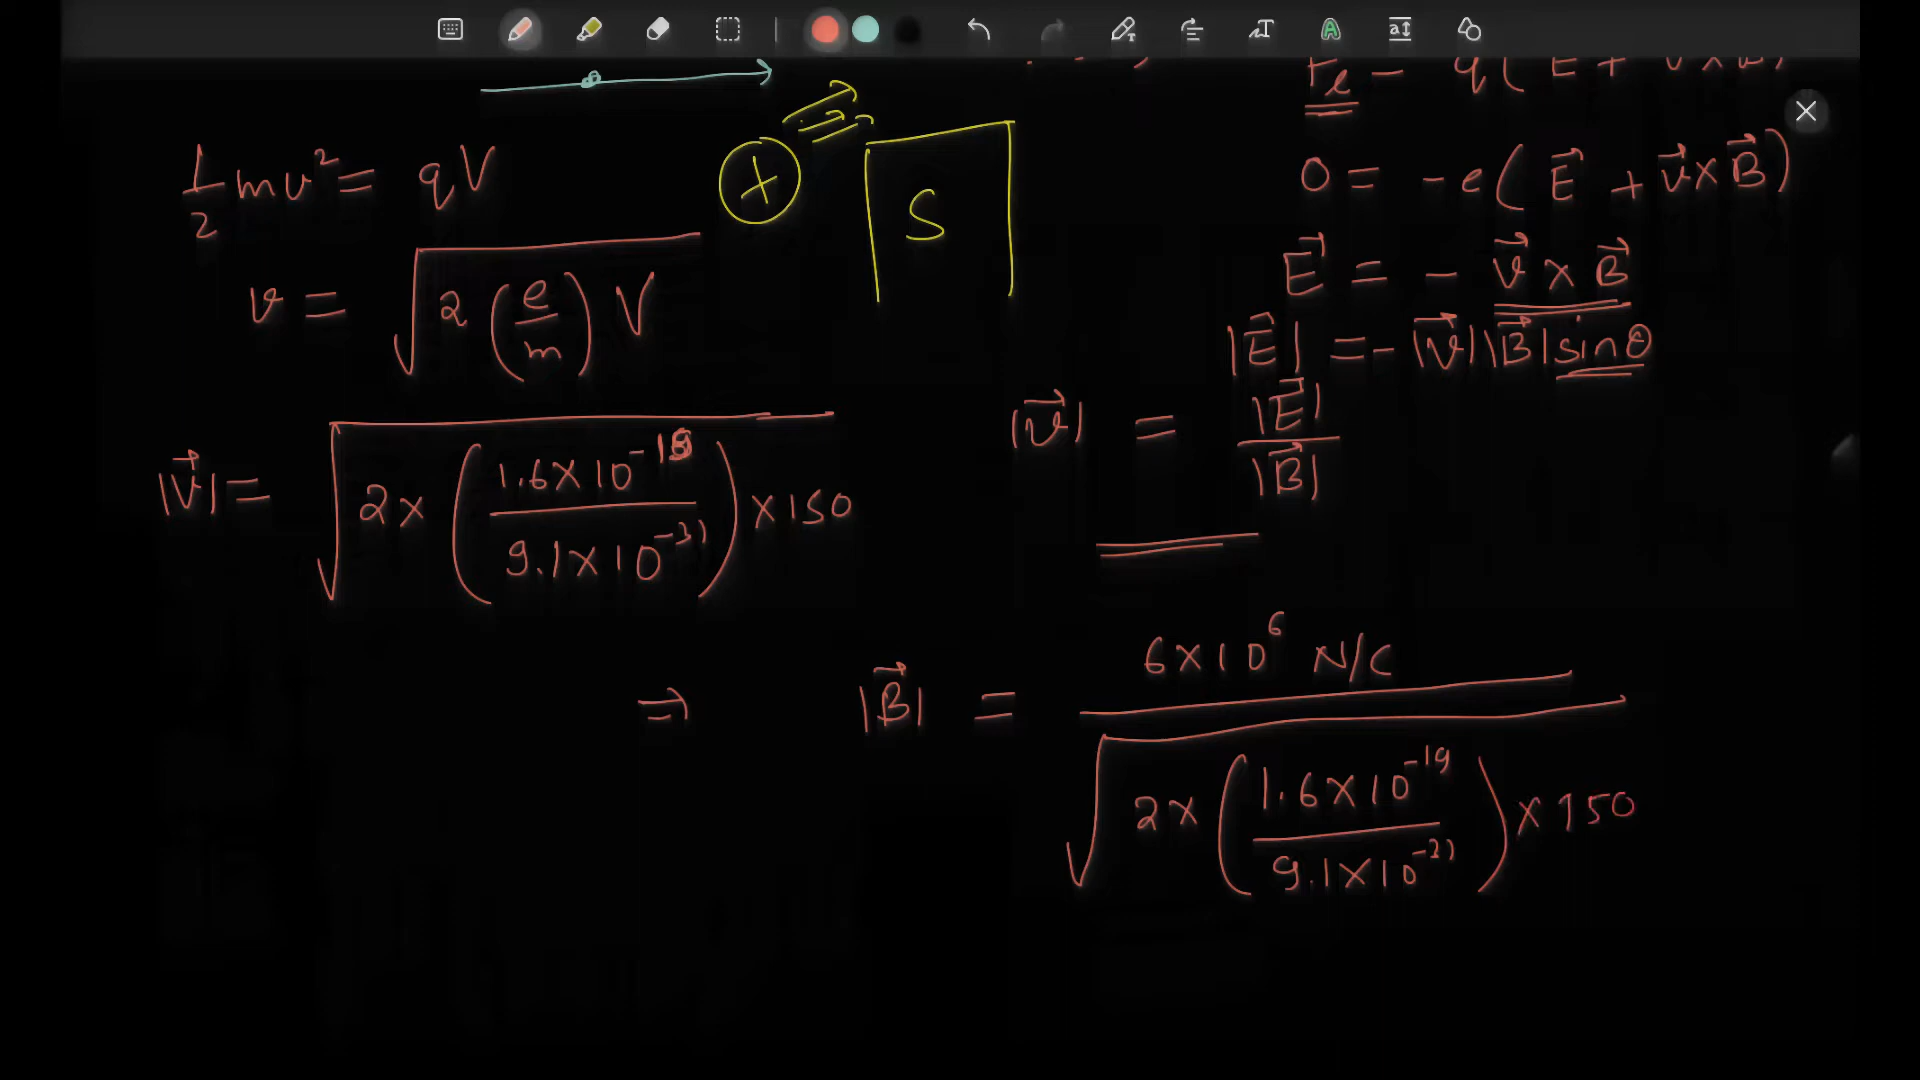 ½mv² = qV
v = √(2(e/m)V)
|v⃗| = √(2×(1.6×10⁻¹⁹/9.1×10⁻³¹)×150)
+
S
0 = -e(E⃗ + v⃗×B⃗)
E⃗ = - v⃗×B⃗
|E⃗| = -|v⃗||B⃗|sinθ
|v⃗| = |E⃗|/|B⃗|
⇒ |B⃗| = 6×10⁶ N/C / √(2×(1.6×10⁻¹⁹/9.1×10⁻³¹)×150)